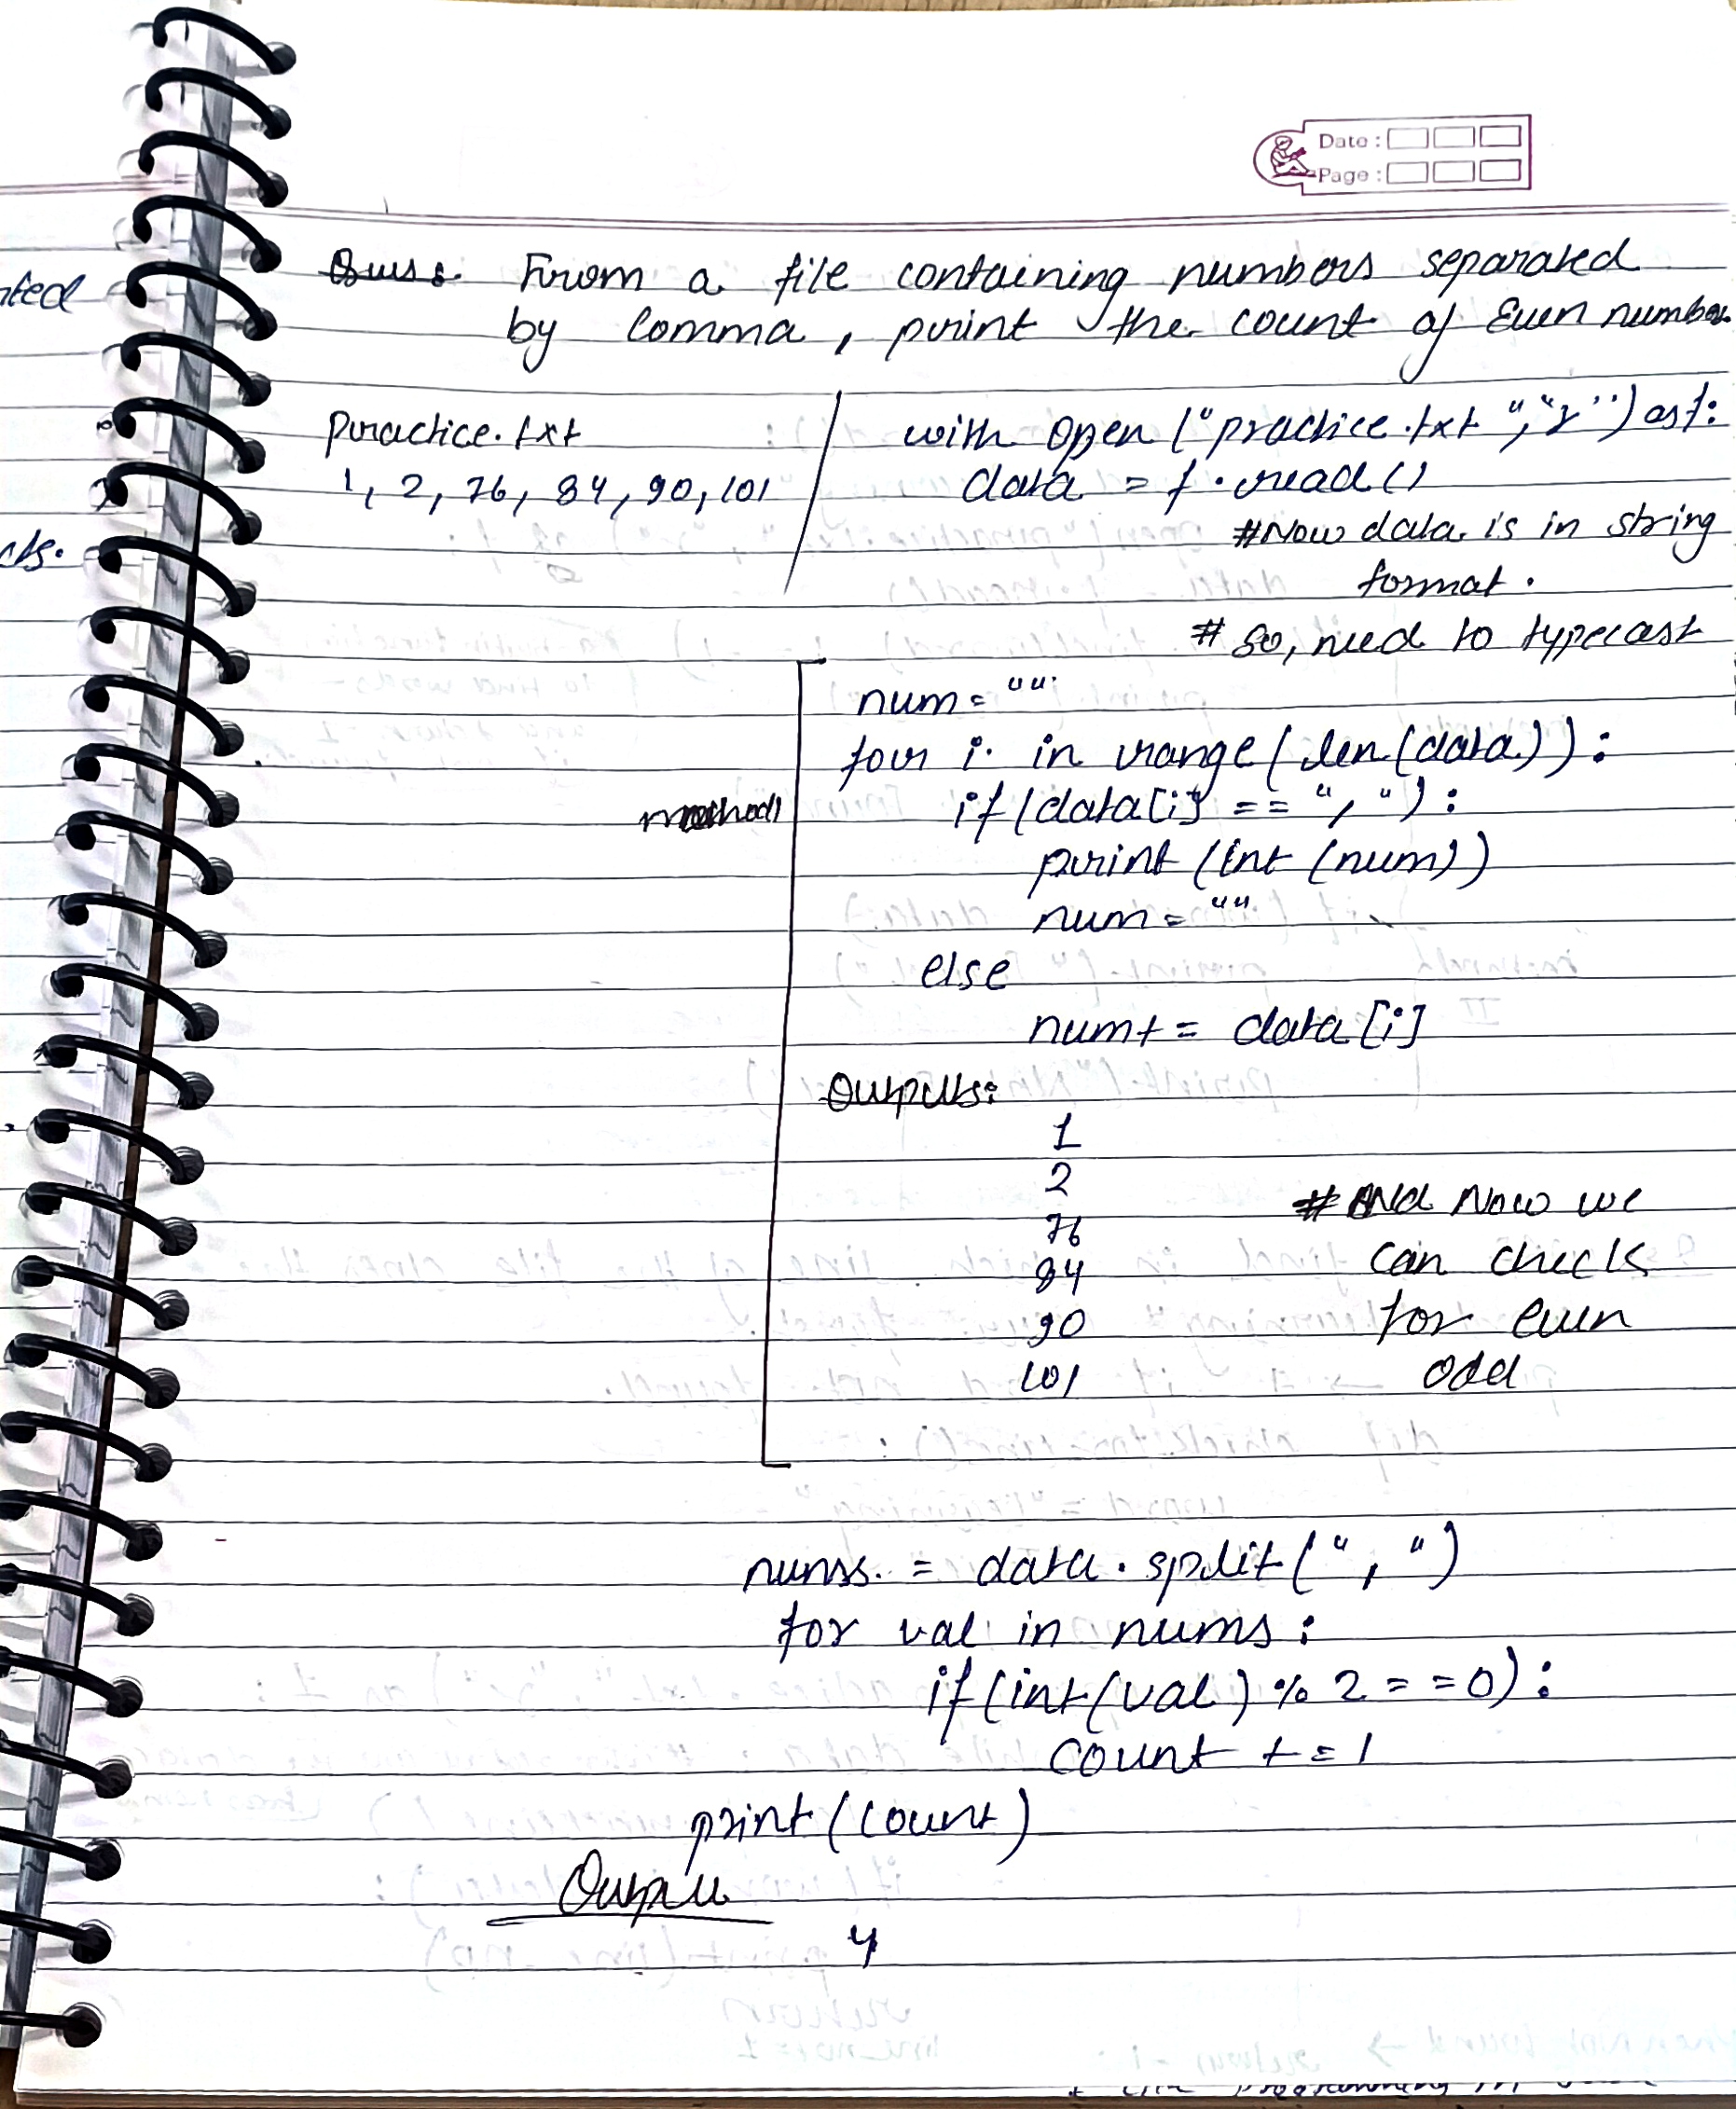 Date :
Page :
nted
cts.
Ques: From a file containing numbers separated
by comma, print the count of Even number
Practice.txt
1, 2, 76, 84, 90, 101
with open ("practice.txt", "r") as f:
data = f.read()
#Now data is in string
format.
# so, need to typecast
method
num = ""
for i in range (len (data)):
if (data[i] == ","):
print (int (num))
num = ""
else
num += data [i]
Outputs:
1
2
76
84
90
101
# And Now we
can check
for even
odd
nums = data.split(",")
for val in nums:
if (int(val) % 2 == 0):
count += 1
print (count)
Output
4